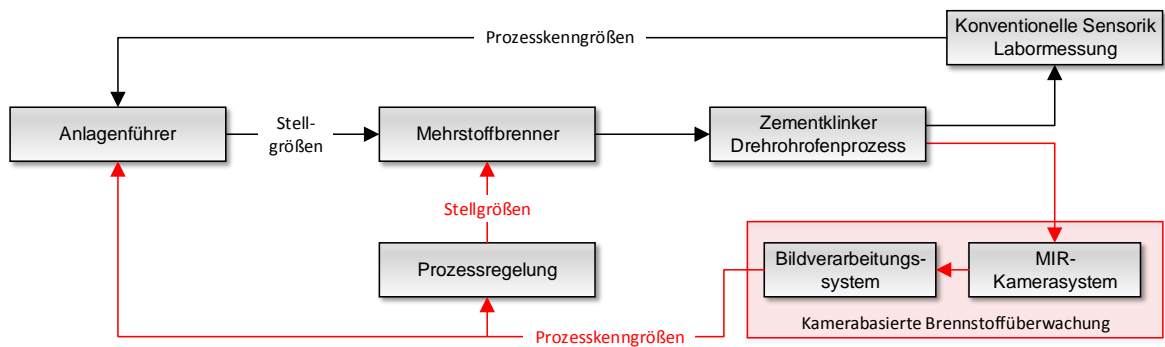 Prozesskenngrößen
Konventionelle Sensorik
Labormessung
Anlagenführer
Stell-
größen
Mehrstoffbrenner
Zementklinker
Drehrohrofenprozess
Stellgrößen
Prozessregelung
Bildverarbeitungs-
system
MIR-
Kamerasystem
Kamerabasierte Brennstoffüberwachung
Prozesskenngrößen